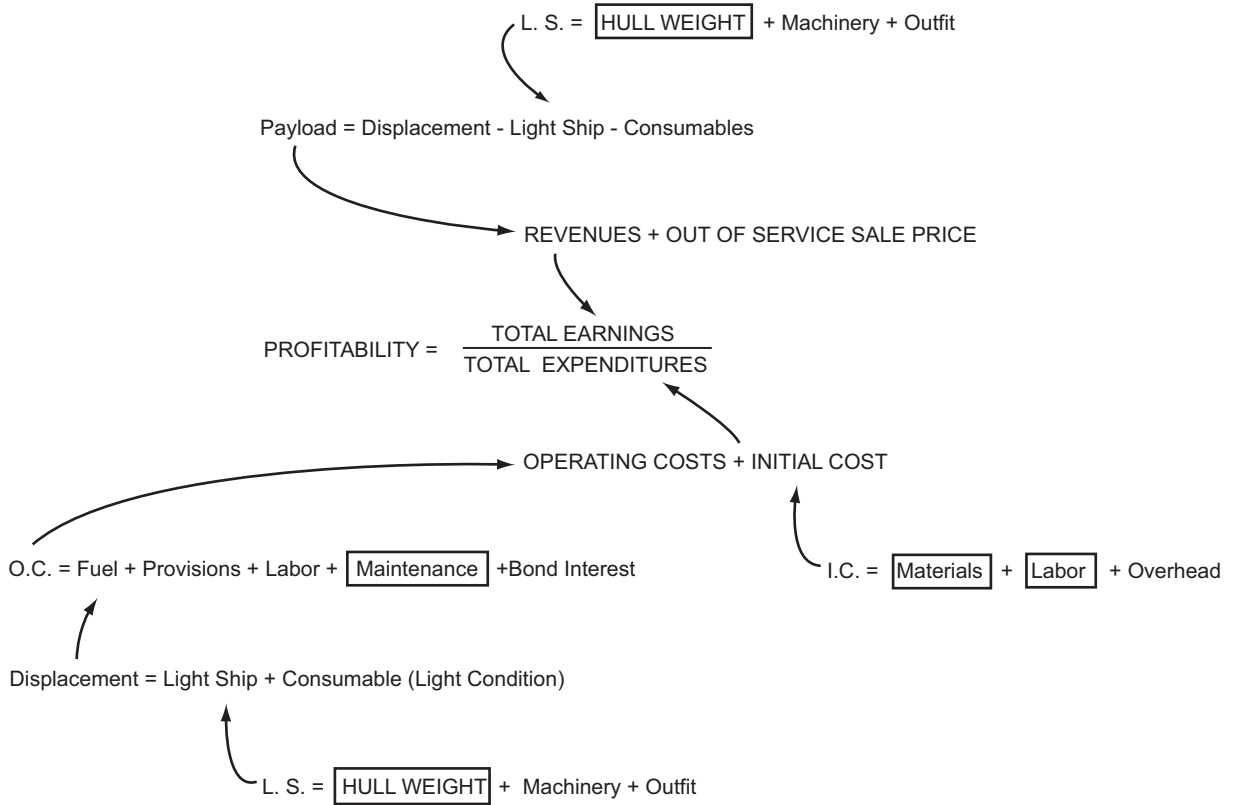 L. S. = HULL WEIGHT + Machinery + Outfit
Payload = Displacement - Light Ship - Consumables
REVENUES + OUT OF SERVICE SALE PRICE
PROFITABILITY = TOTAL EARNINGS
TOTAL EXPENDITURES
OPERATING COSTS + INITIAL COST
O.C. = Fuel + Provisions + Labor + Maintenance +Bond Interest
I.C. = Materials + Labor + Overhead
Displacement = Light Ship + Consumable (Light Condition)
L. S. = HULL WEIGHT + Machinery + Outfit